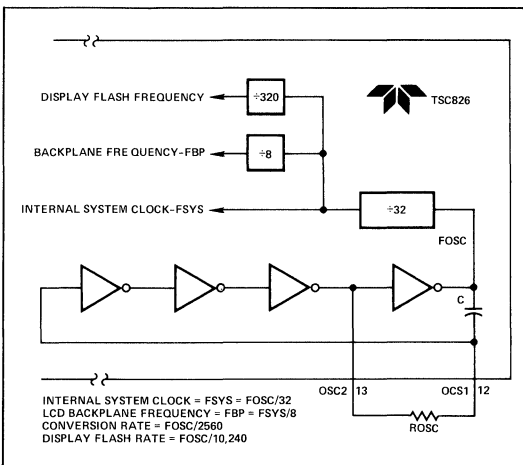 DISPLAY FLASH FREQUENCY
÷320
TSC826
BACKPLANE FREQUENCY-FBP
÷8
INTERNAL SYSTEM CLOCK-FSYS
÷32
FOSC
C
OSC2 13
OCS1 12
ROSC
INTERNAL SYSTEM CLOCK = FSYS = FOSC/32
LCD BACKPLANE FREQUENCY = FBP = FSYS/8
CONVERSION RATE = FOSC/2560
DISPLAY FLASH RATE = FOSC/10,240